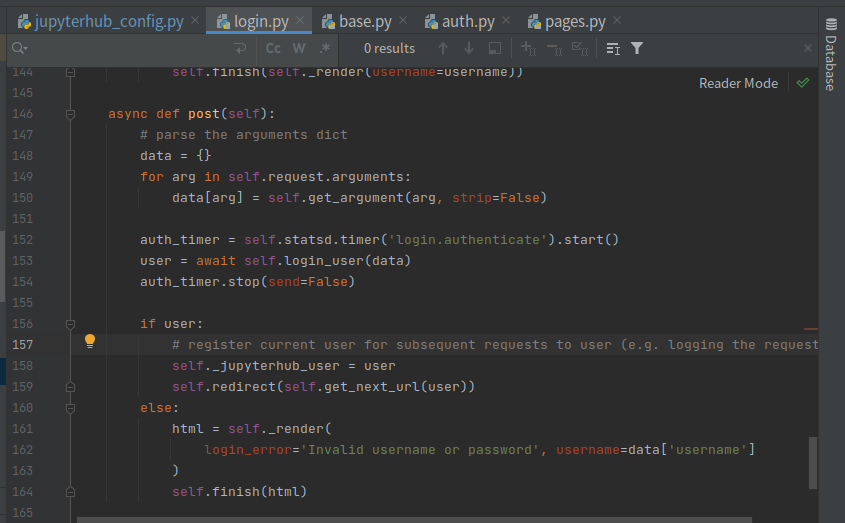 jupyterhub_config.py × login.py × base.py × auth.py × pages.py ×
Cc W .* 0 results
Database
Reader Mode
144 self.finish(self._render(username=username))
145
146 async def post(self):
147 # parse the arguments dict
148 data = {}
149 for arg in self.request.arguments:
150 data[arg] = self.get_argument(arg, strip=False)
151
152 auth_timer = self.statsd.timer('login.authenticate').start()
153 user = await self.login_user(data)
154 auth_timer.stop(send=False)
155
156 if user:
157 # register current user for subsequent requests to user (e.g. logging the request
158 self._jupyterhub_user = user
159 self.redirect(self.get_next_url(user))
160 else:
161 html = self._render(
162 login_error='Invalid username or password', username=data['username']
163 )
164 self.finish(html)
165